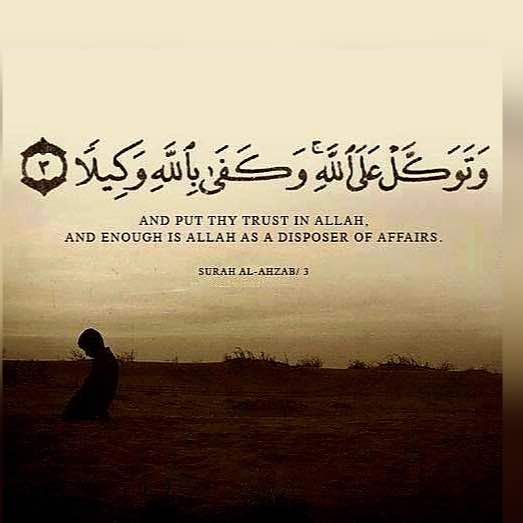 وَتَوَكَّلْ عَلَى ٱللَّهِ ۚ وَكَفَىٰ بِٱللَّهِ وَكِيلًا ٣
AND PUT THY TRUST IN ALLAH,
AND ENOUGH IS ALLAH AS A DISPOSER OF AFFAIRS.
SURAH AL-AHZAB/ 3